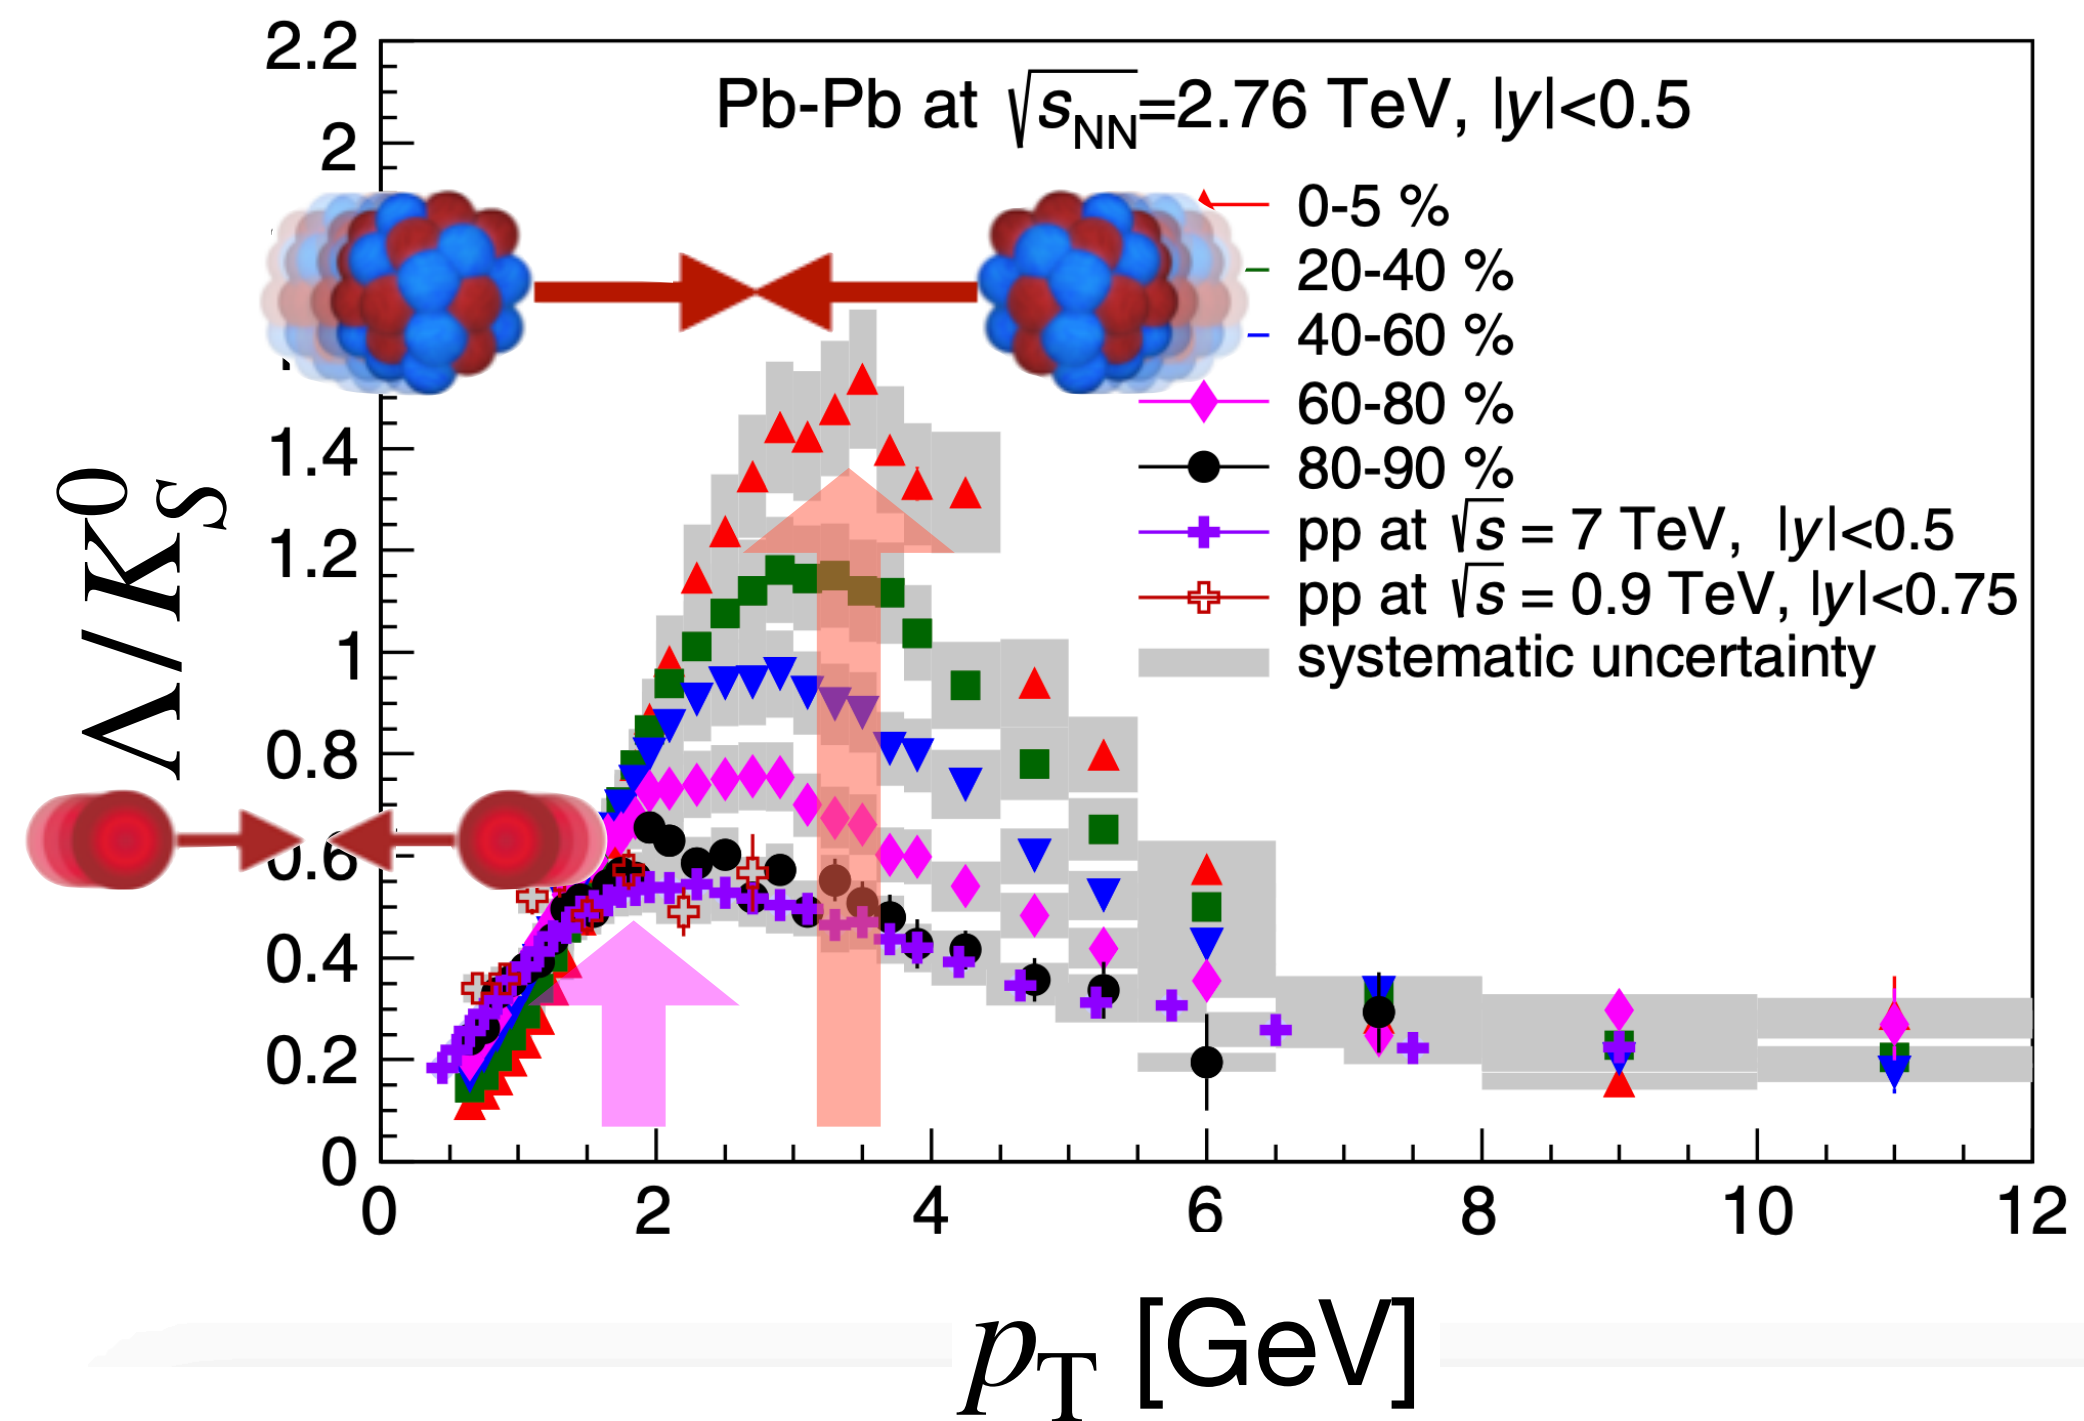 2.2
Pb-Pb at √sNN=2.76 TeV, |y|<0.5
2
0-5 %
20-40 %
40-60 %
60-80 %
1.4
80-90 %
Λ/K⁰S
pp at √s = 7 TeV, |y|<0.5
1.2
pp at √s = 0.9 TeV, |y|<0.75
1
systematic uncertainty
0.8
0.6
0.4
0.2
0
0 2 4 6 8 10 12
pT [GeV]